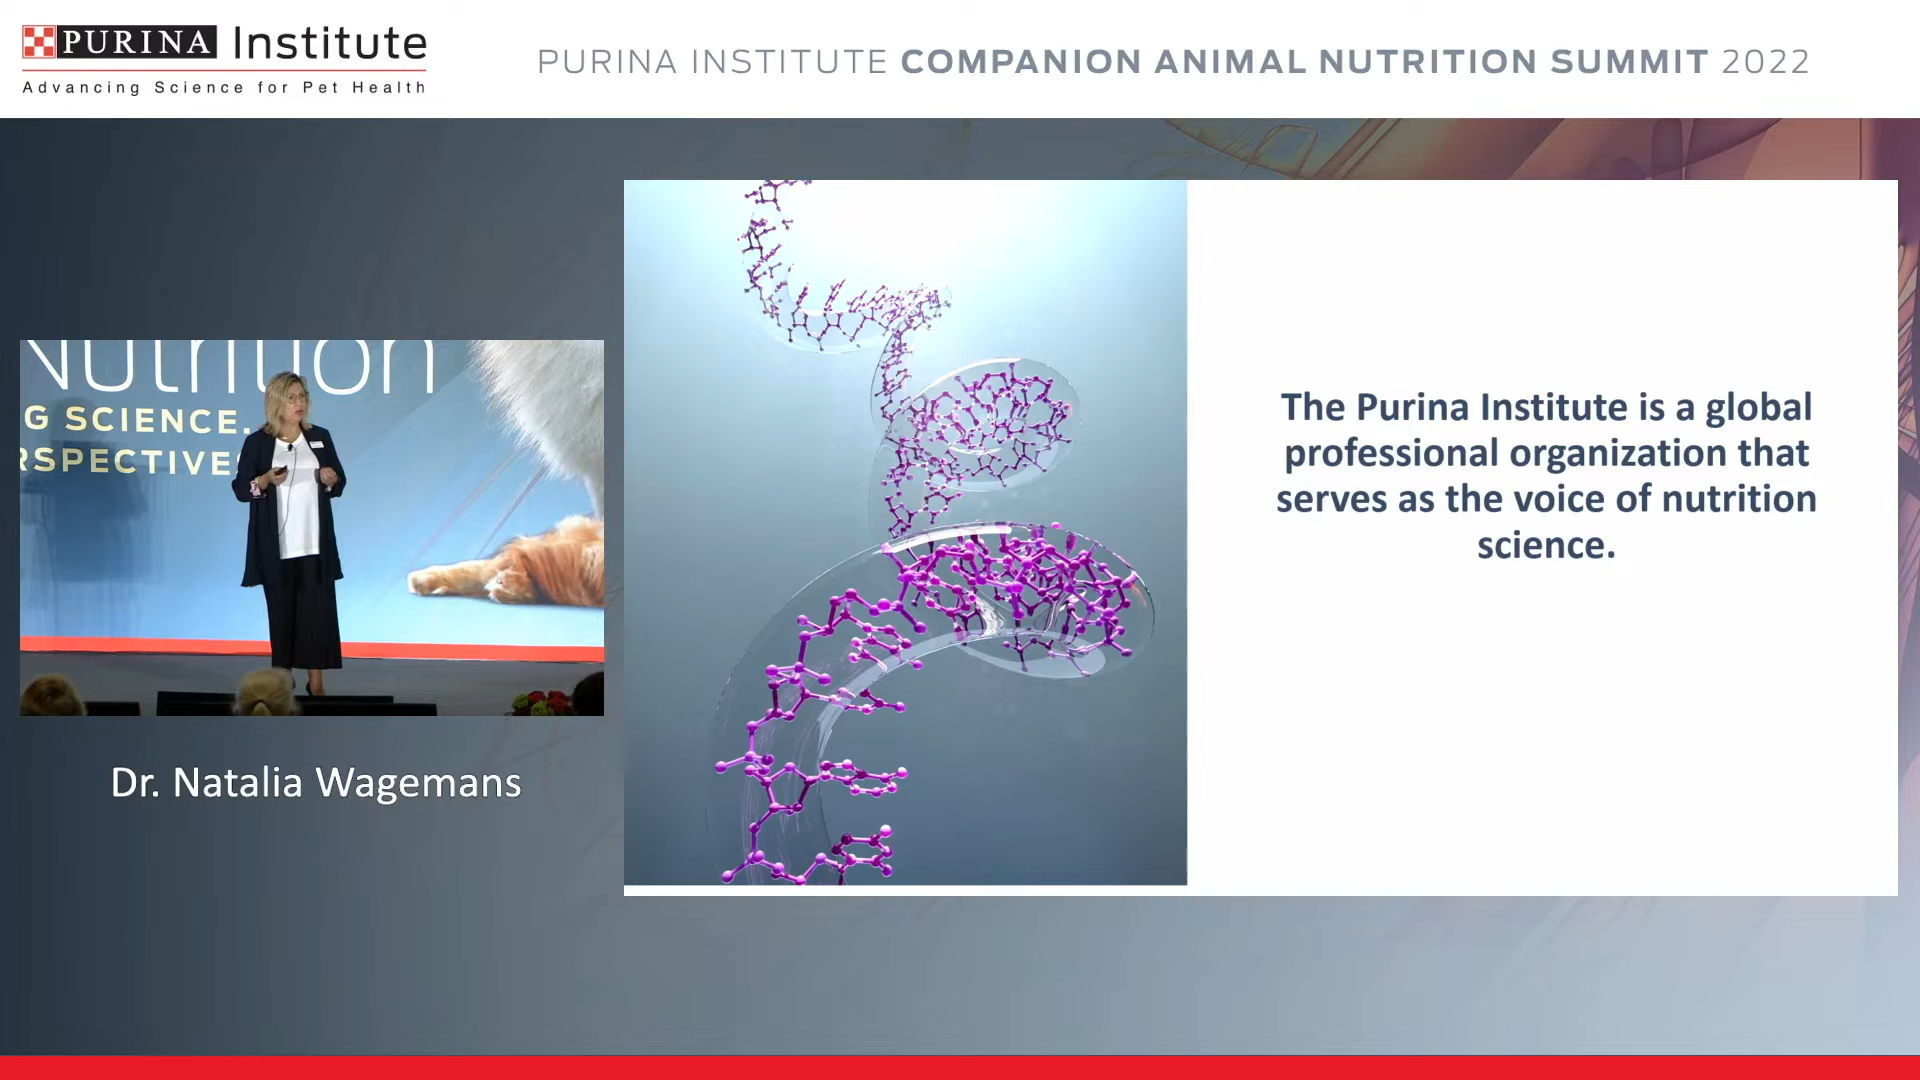 PURINA Institute
Advancing Science for Pet Health
PURINA INSTITUTE COMPANION ANIMAL NUTRITION SUMMIT 2022
Nutrition
G SCIENCE.
RSPECTIVE
The Purina Institute is a global
professional organization that
serves as the voice of nutrition
science.
Dr. Natalia Wagemans